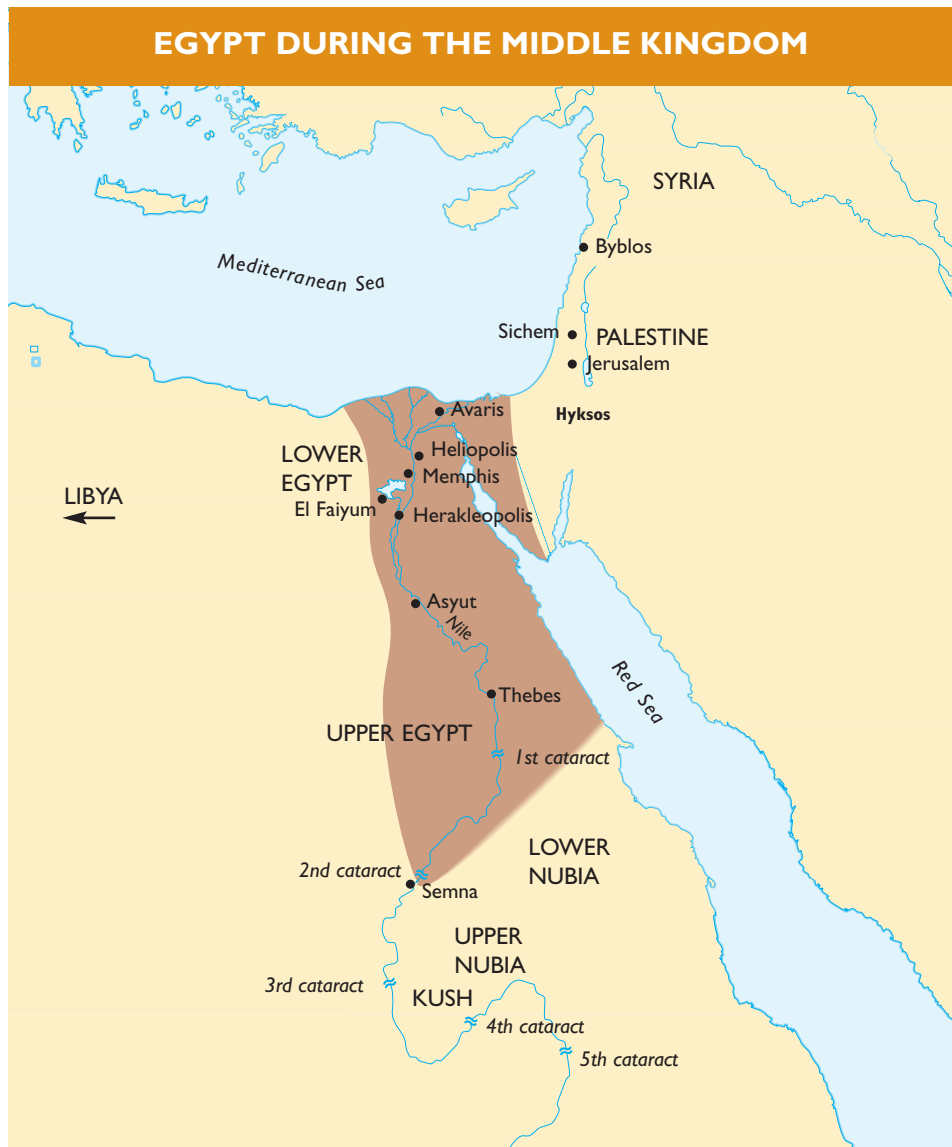 EGYPT DURING THE MIDDLE KINGDOM
SYRIA
Byblos
Mediterranean Sea
Sichem
PALESTINE
Jerusalem
Avaris
Hyksos
LOWER
EGYPT
Heliopolis
Memphis
LIBYA
El Faiyum
Herakleopolis
Asyut
Nile
Red Sea
Thebes
UPPER EGYPT
1st cataract
LOWER
NUBIA
2nd cataract
Semna
UPPER
NUBIA
3rd cataract
KUSH
4th cataract
5th cataract